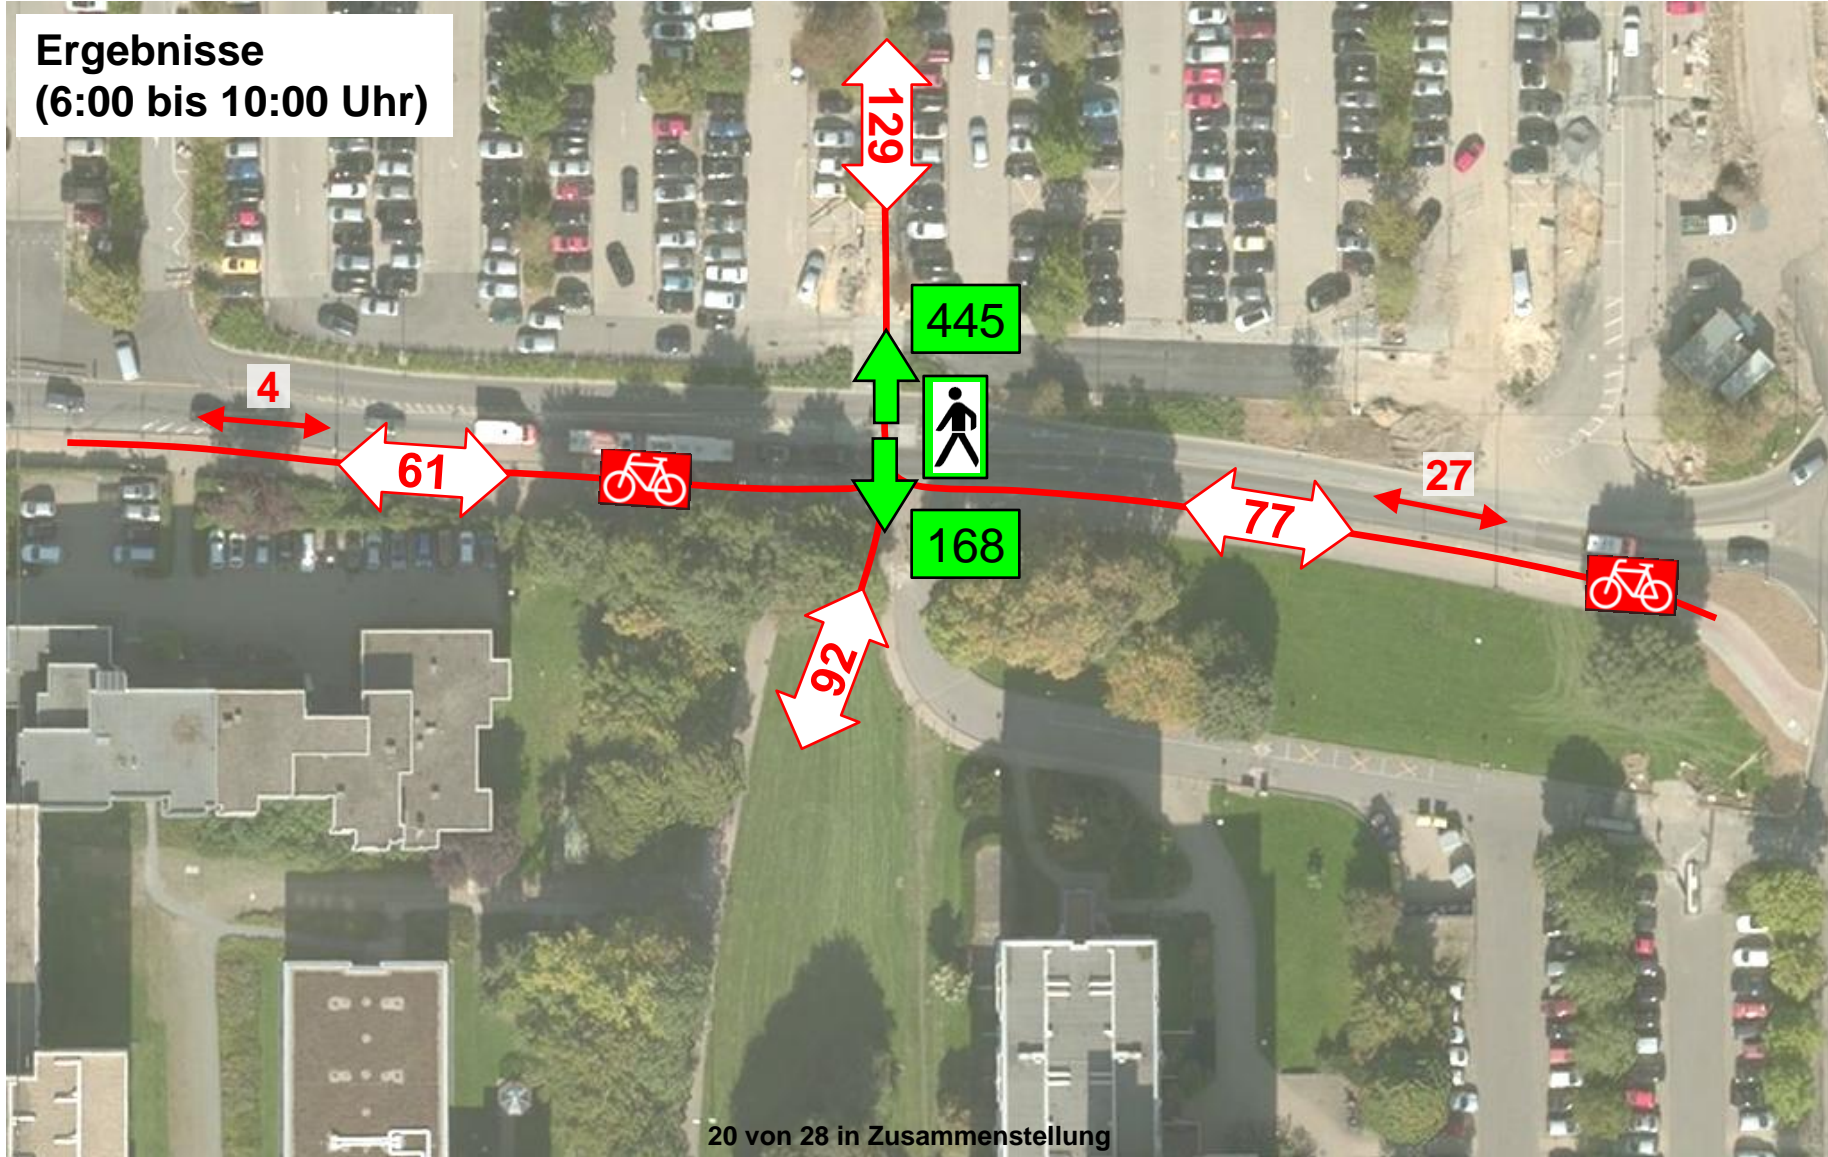 Ergebnisse
(6:00 bis 10:00 Uhr)
129
445
4
61
27
77
168
92
20 von 28 in Zusammenstellung